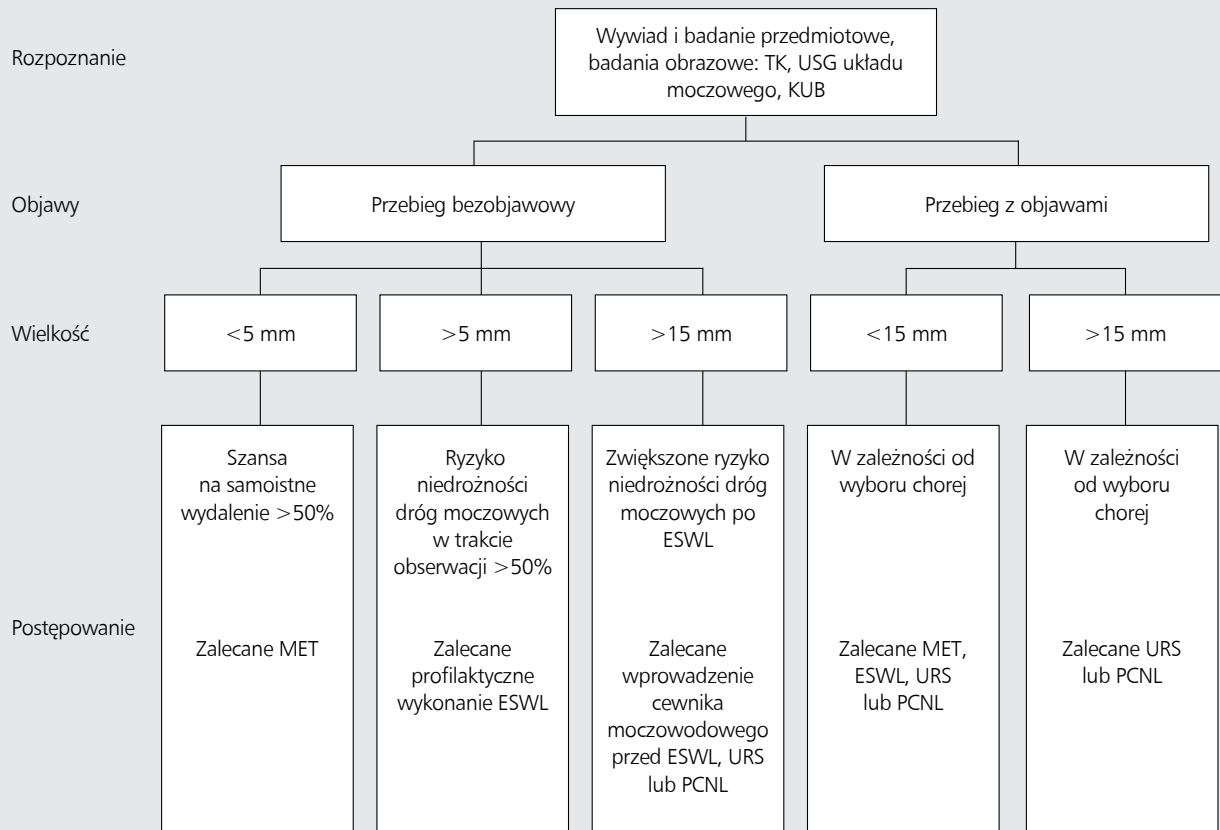 Rozpoznanie
Wywiad i badanie przedmiotowe,
badania obrazowe: TK, USG układu
moczowego, KUB
Objawy
Przebieg bezobjawowy
Przebieg z objawami
Wielkość
<5 mm
>5 mm
>15 mm
<15 mm
>15 mm
Postępowanie
Szansa
na samoistne
wydalenie >50%
Zalecane MET
Ryzyko
niedrożności
dróg moczowych
w trakcie
obserwacji >50%
Zalecane
profilaktyczne
wykonanie ESWL
Zwiększone ryzyko
niedrożności dróg
moczowych po
ESWL
Zalecane
wprowadzenie
cewnika
moczowodowego
przed ESWL, URS
lub PCNL
W zależności od
wyboru chorej
Zalecane MET,
ESWL, URS
lub PCNL
W zależności
od wyboru
chorej
Zalecane URS
lub PCNL